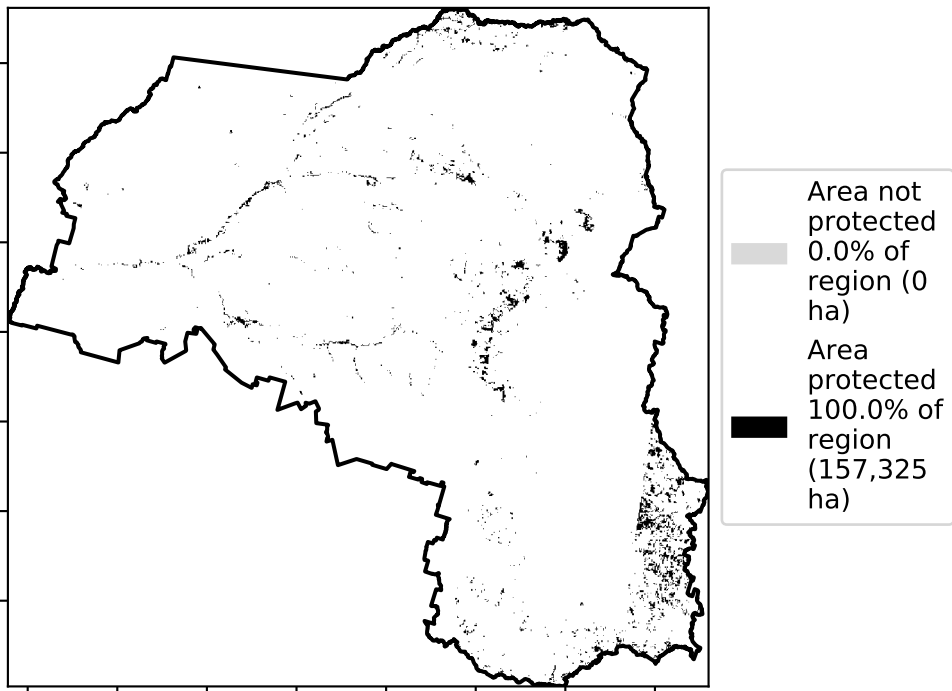 Area not
protected
0.0% of
region (0
ha)
Area
protected
100.0% of
region
(157,325
ha)